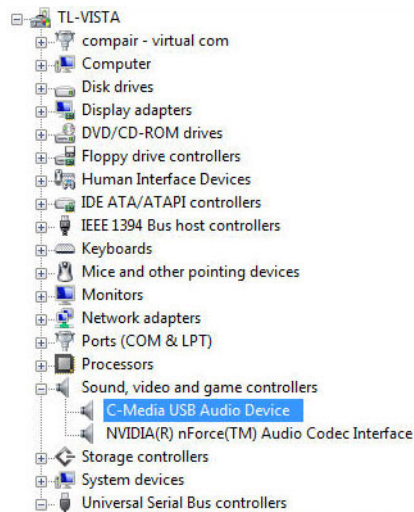 TL-VISTA
compair - virtual com
Computer
Disk drives
Display adapters
DVD/CD-ROM drives
Floppy drive controllers
Human Interface Devices
IDE ATA/ATAPI controllers
IEEE 1394 Bus host controllers
Keyboards
Mice and other pointing devices
Monitors
Network adapters
Ports (COM & LPT)
Processors
Sound, video and game controllers
C-Media USB Audio Device
NVIDIA(R) nForce(TM) Audio Codec Interface
Storage controllers
System devices
Universal Serial Bus controllers